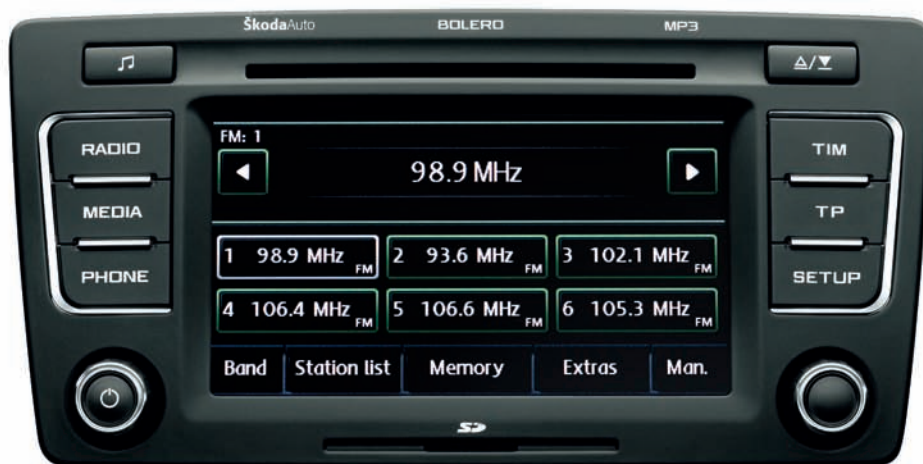 ŠkodaAuto BOLERO MP3
RADIO
MEDIA
PHONE
FM: 1
98.9 MHz
1 98.9 MHz FM 2 93.6 MHz FM 3 102.1 MHz FM
4 106.4 MHz FM 5 106.6 MHz FM 6 105.3 MHz FM
Band Station list Memory Extras Man.
TIM
TP
SETUP
SD